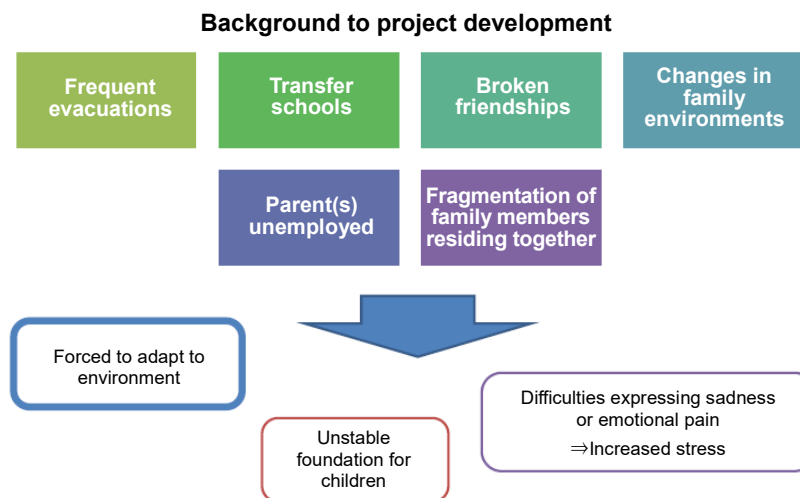 Background to project development
Frequent
evacuations
Transfer
schools
Broken
friendships
Changes in
family
environments
Parent(s)
unemployed
Fragmentation of
family members
residing together
Forced to adapt to
environment
Difficulties expressing sadness
or emotional pain
⇒Increased stress
Unstable
foundation for
children